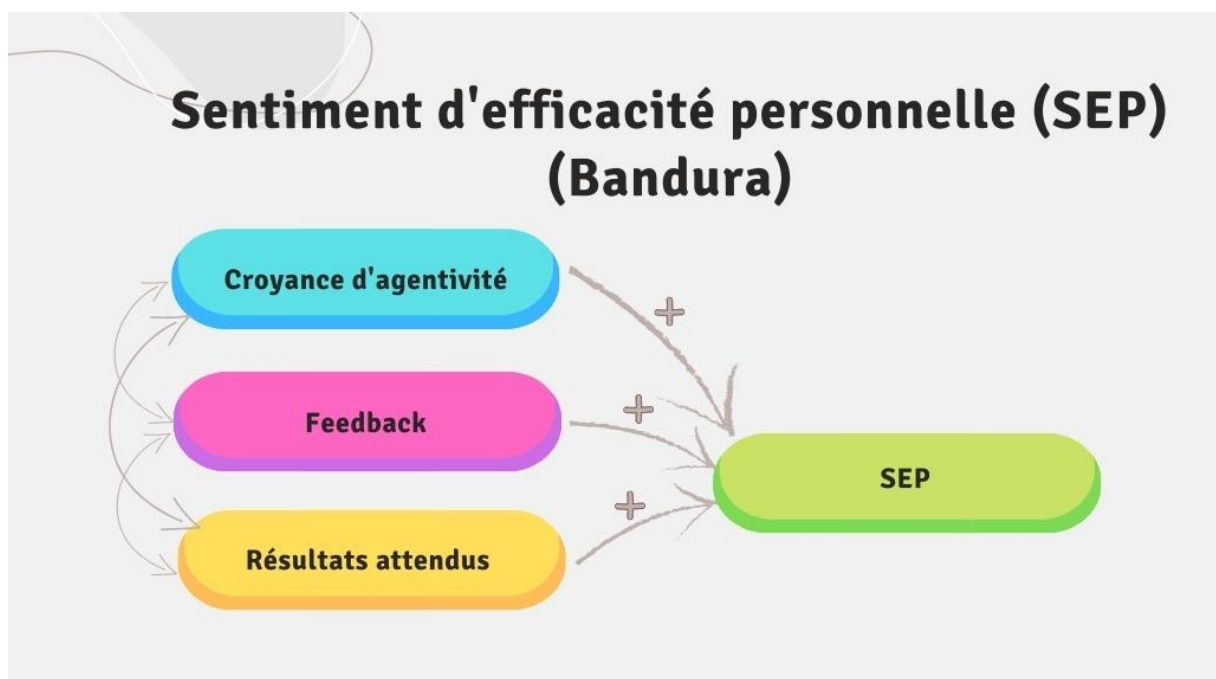 Sentiment d'efficacité personnelle (SEP)
(Bandura)
Croyance d'agentivité
+
Feedback
+
SEP
+
Résultats attendus